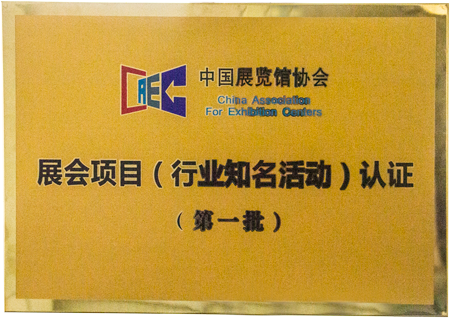 CAEC
中国展览馆协会
China Association
For Exhibition Centers
展会项目（行业知名活动）认证
（第一批）